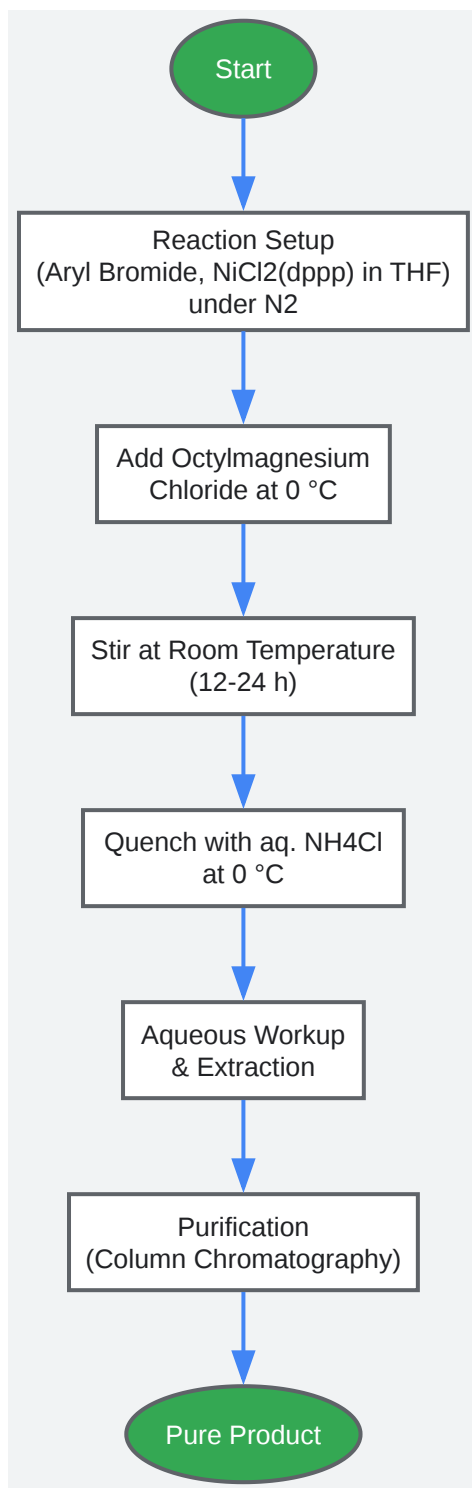 Start
Reaction Setup
(Aryl Bromide, NiCl2(dppp) in THF)
under N2
Add Octylmagnesium
Chloride at 0 °C
Stir at Room Temperature
(12-24 h)
Quench with aq. NH4Cl
at 0 °C
Aqueous Workup
& Extraction
Purification
(Column Chromatography)
Pure Product